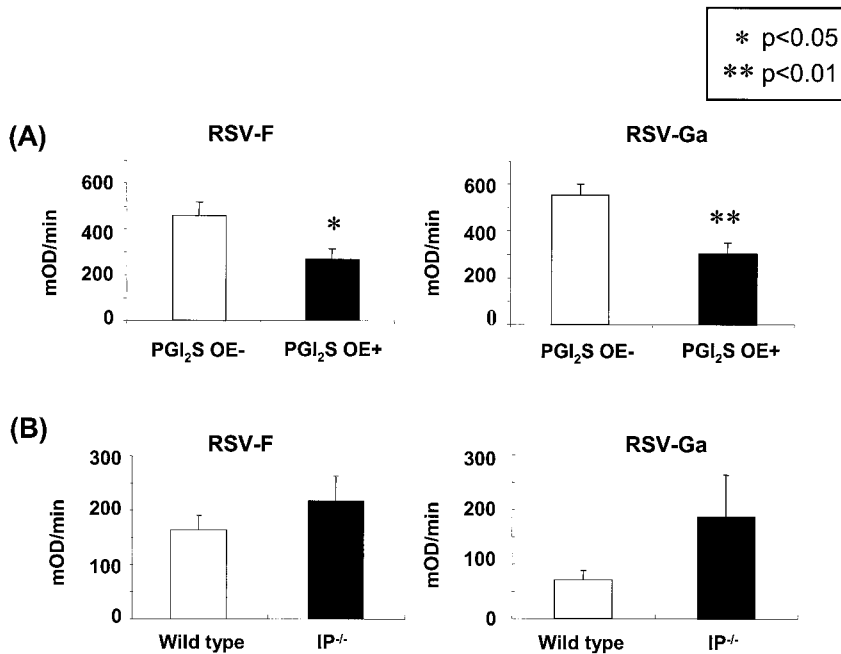 * p<0.05
** p<0.01
(A)
RSV-F
mOD/min
600
400
200
0
*
PGI₂S OE-
PGI₂S OE+
RSV-Ga
mOD/min
600
400
200
0
**
PGI₂S OE-
PGI₂S OE+
(B)
RSV-F
mOD/min
300
200
100
0
Wild type
IP⁻/⁻
RSV-Ga
mOD/min
300
200
100
0
Wild type
IP⁻/⁻